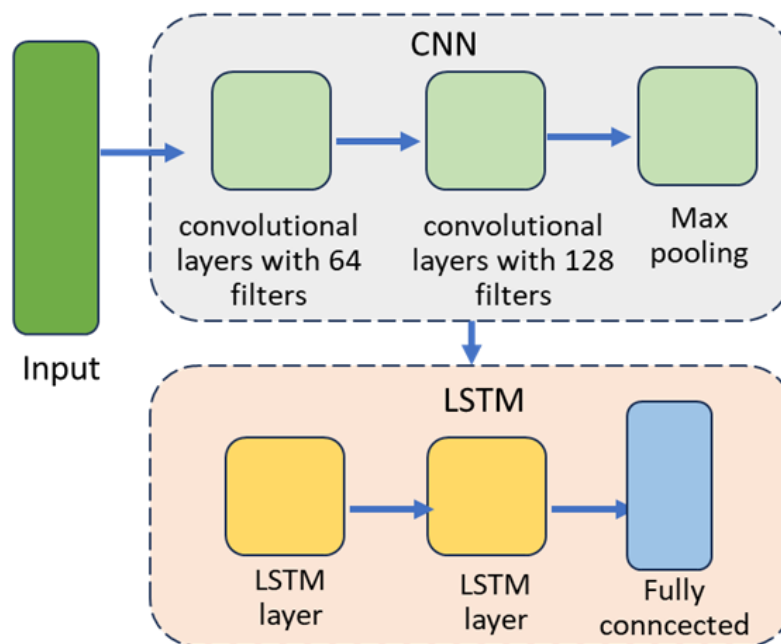 CNN
convolutional
layers with 64
filters
convolutional
layers with 128
filters
Max
pooling
Input
LSTM
LSTM
layer
LSTM
layer
Fully
conncected